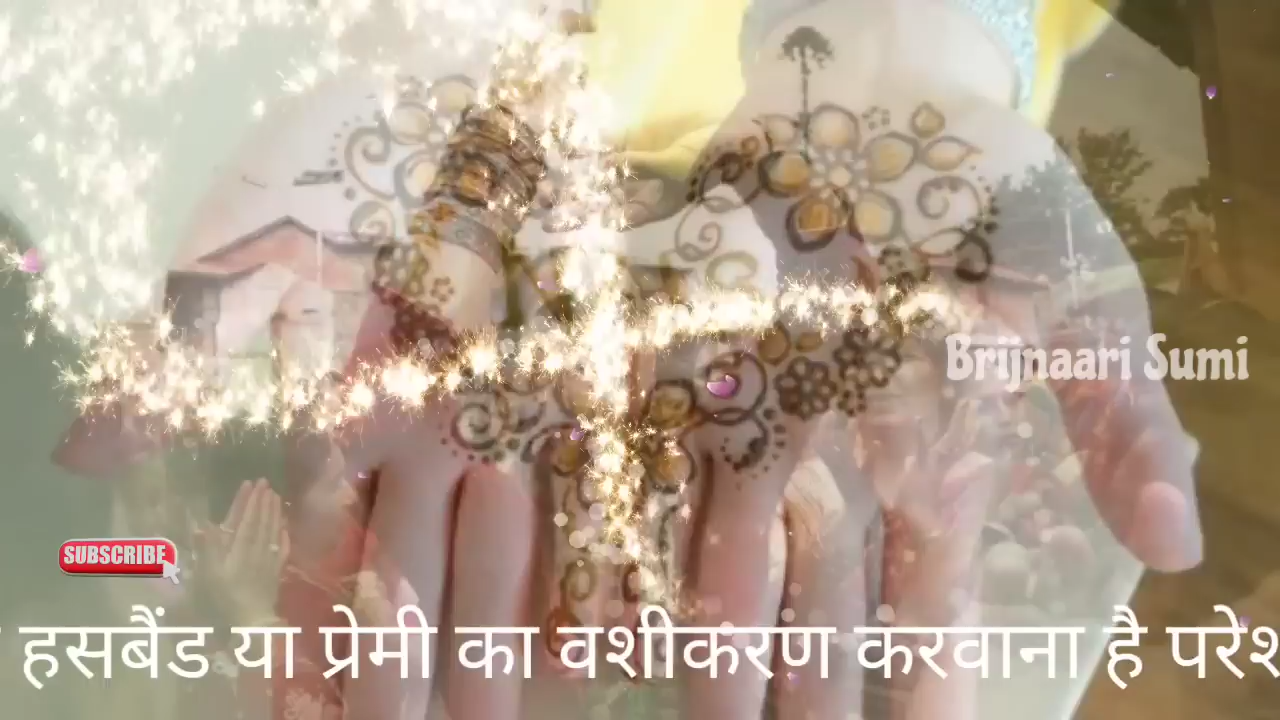 Brijnaari Sumi
SUBSCRIBE
हसबैंड या प्रेमी का वशीकरण करवाना है